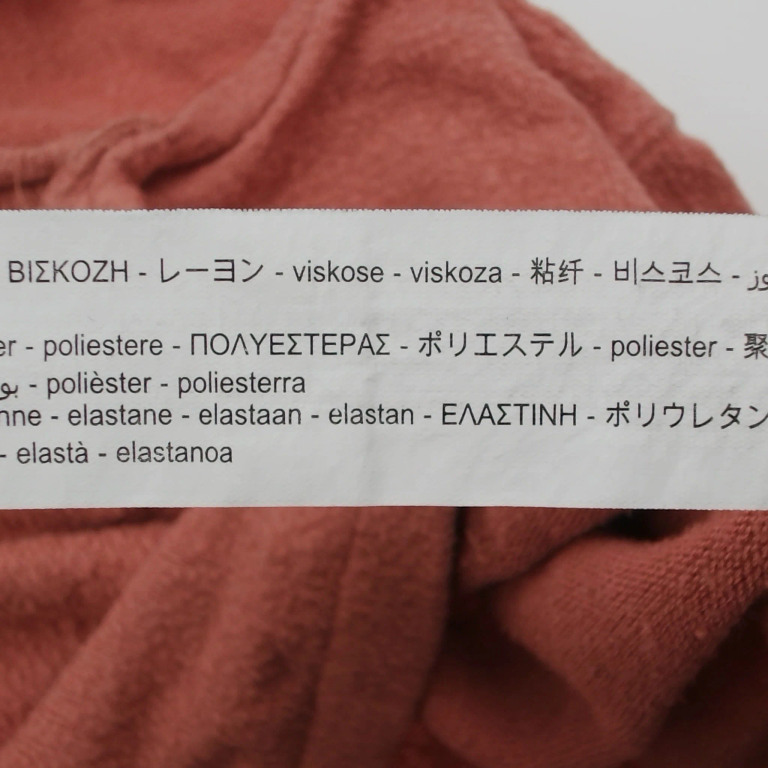 ΒΙΣΚΟΖΗ - レーヨン - viskose - viskoza - 粘纤 - 비스코스 -
- poliestere - ΠΟΛΥΕΣΤΕΡΑΣ - ポリエステル - poliester - 聚
- polièster - poliesterra
- elastane - elastaan - elastan - ΕΛΑΣΤΙΝΗ - ポリウレタン
- elastà - elastanoa